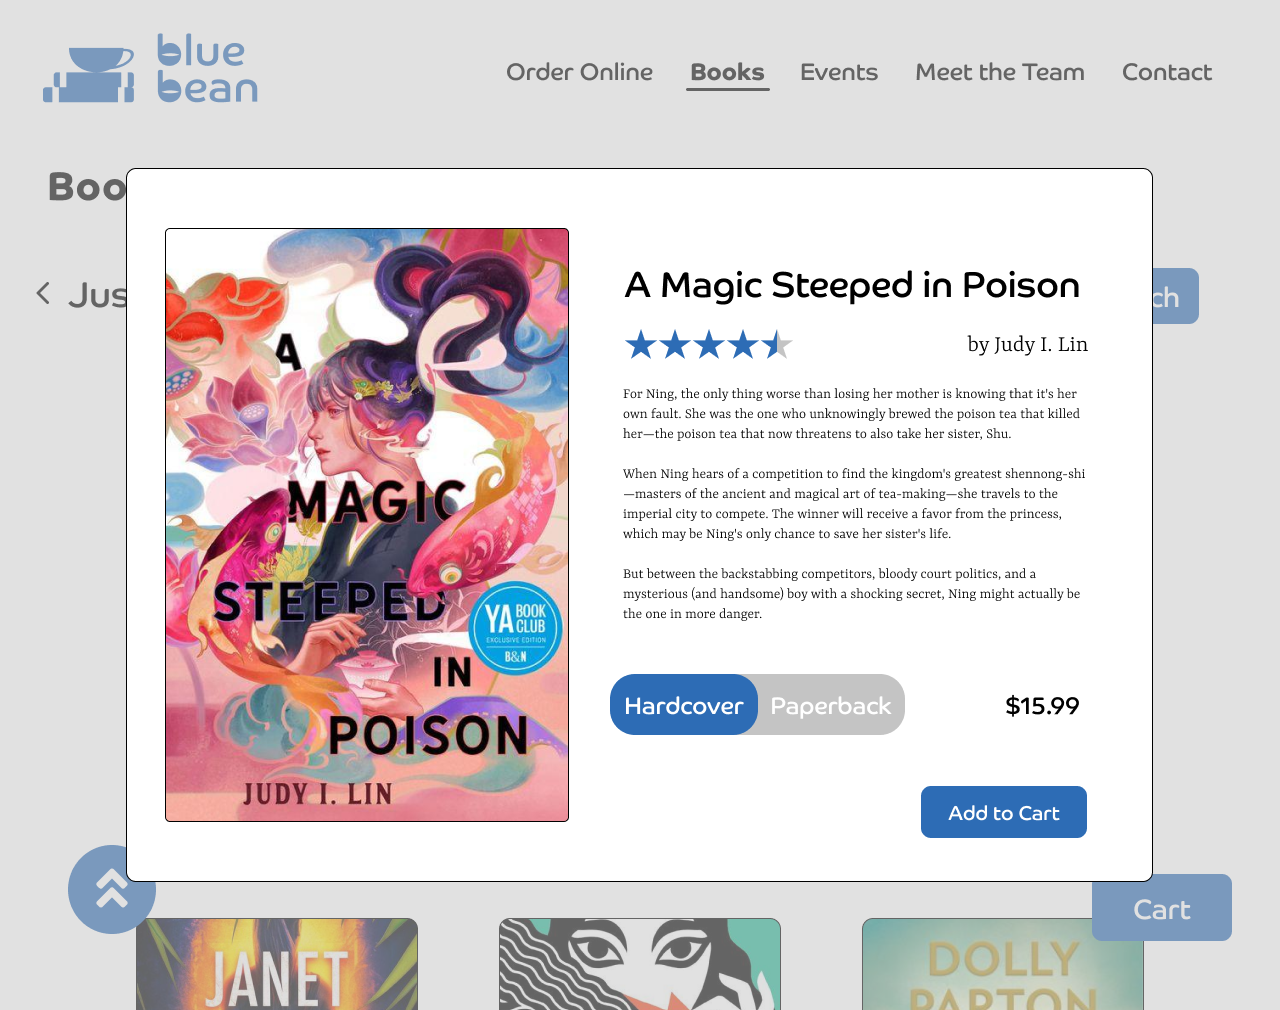 blue
bean
Order Online
Books
Events
Meet the Team
Contact
Boo
Jus
ch
A
MAGIC
STEEPED
IN
POISON
JUDY I. LIN
YA BOOK
CLUB
EXCLUSIVE EDITION
B&N
A Magic Steeped in Poison
by Judy I. Lin
For Ning, the only thing worse than losing her mother is knowing that it's her
own fault. She was the one who unknowingly brewed the poison tea that killed
her—the poison tea that now threatens to also take her sister, Shu.
When Ning hears of a competition to find the kingdom's greatest shennong-shi
—masters of the ancient and magical art of tea-making—she travels to the
imperial city to compete. The winner will receive a favor from the princess,
which may be Ning's only chance to save her sister's life.
But between the backstabbing competitors, bloody court politics, and a
mysterious (and handsome) boy with a shocking secret, Ning might actually be
the one in more danger.
Hardcover
Paperback
$15.99
Add to Cart
Cart
JANET
DOLLY
PARTON